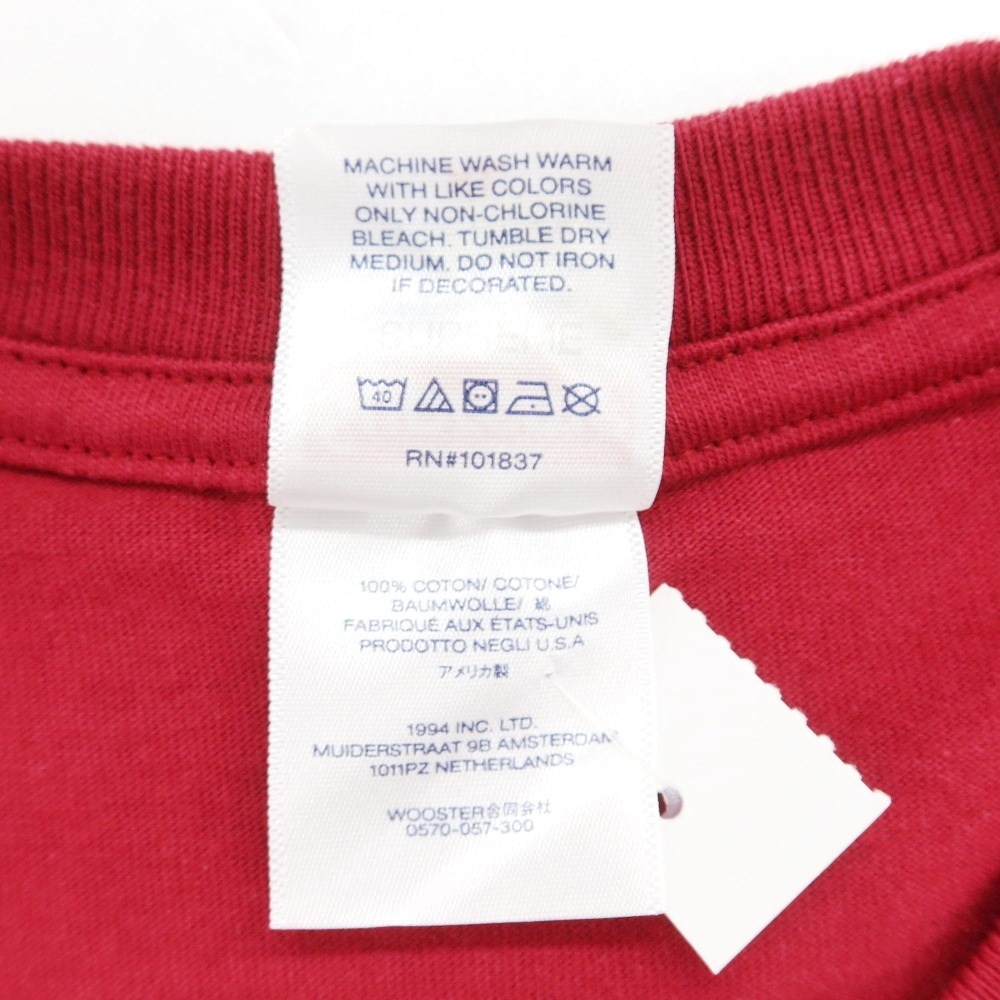 MACHINE WASH WARM
WITH LIKE COLORS
ONLY NON-CHLORINE
BLEACH. TUMBLE DRY
MEDIUM. DO NOT IRON
IF DECORATED.
SUPREME
40
RN#101837
100% COTON/ COTONE/
BAUMWOLLE/ 綿
FABRIQUÉ AUX ÉTATS-UNIS
PRODOTTO NEGLI U.S.A
アメリカ製
1994 INC. LTD.
MUIDERSTRAAT 9B AMSTERDAM
1011PZ NETHERLANDS
WOOSTER合同会社
0570-057-300